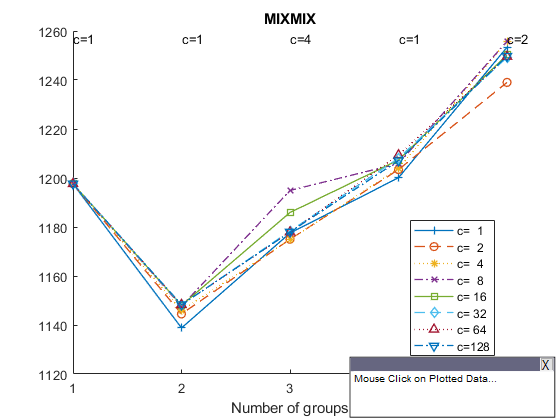 MIXMIX
c=1 c=1 c=4 c=1 c=2
1260
1240
1220
1200
1180
1160
1140
1120
1 2 3
Number of groups
c= 1
c= 2
c= 4
c= 8
c= 16
c= 32
c= 64
c=128
X
Mouse Click on Plotted Data...